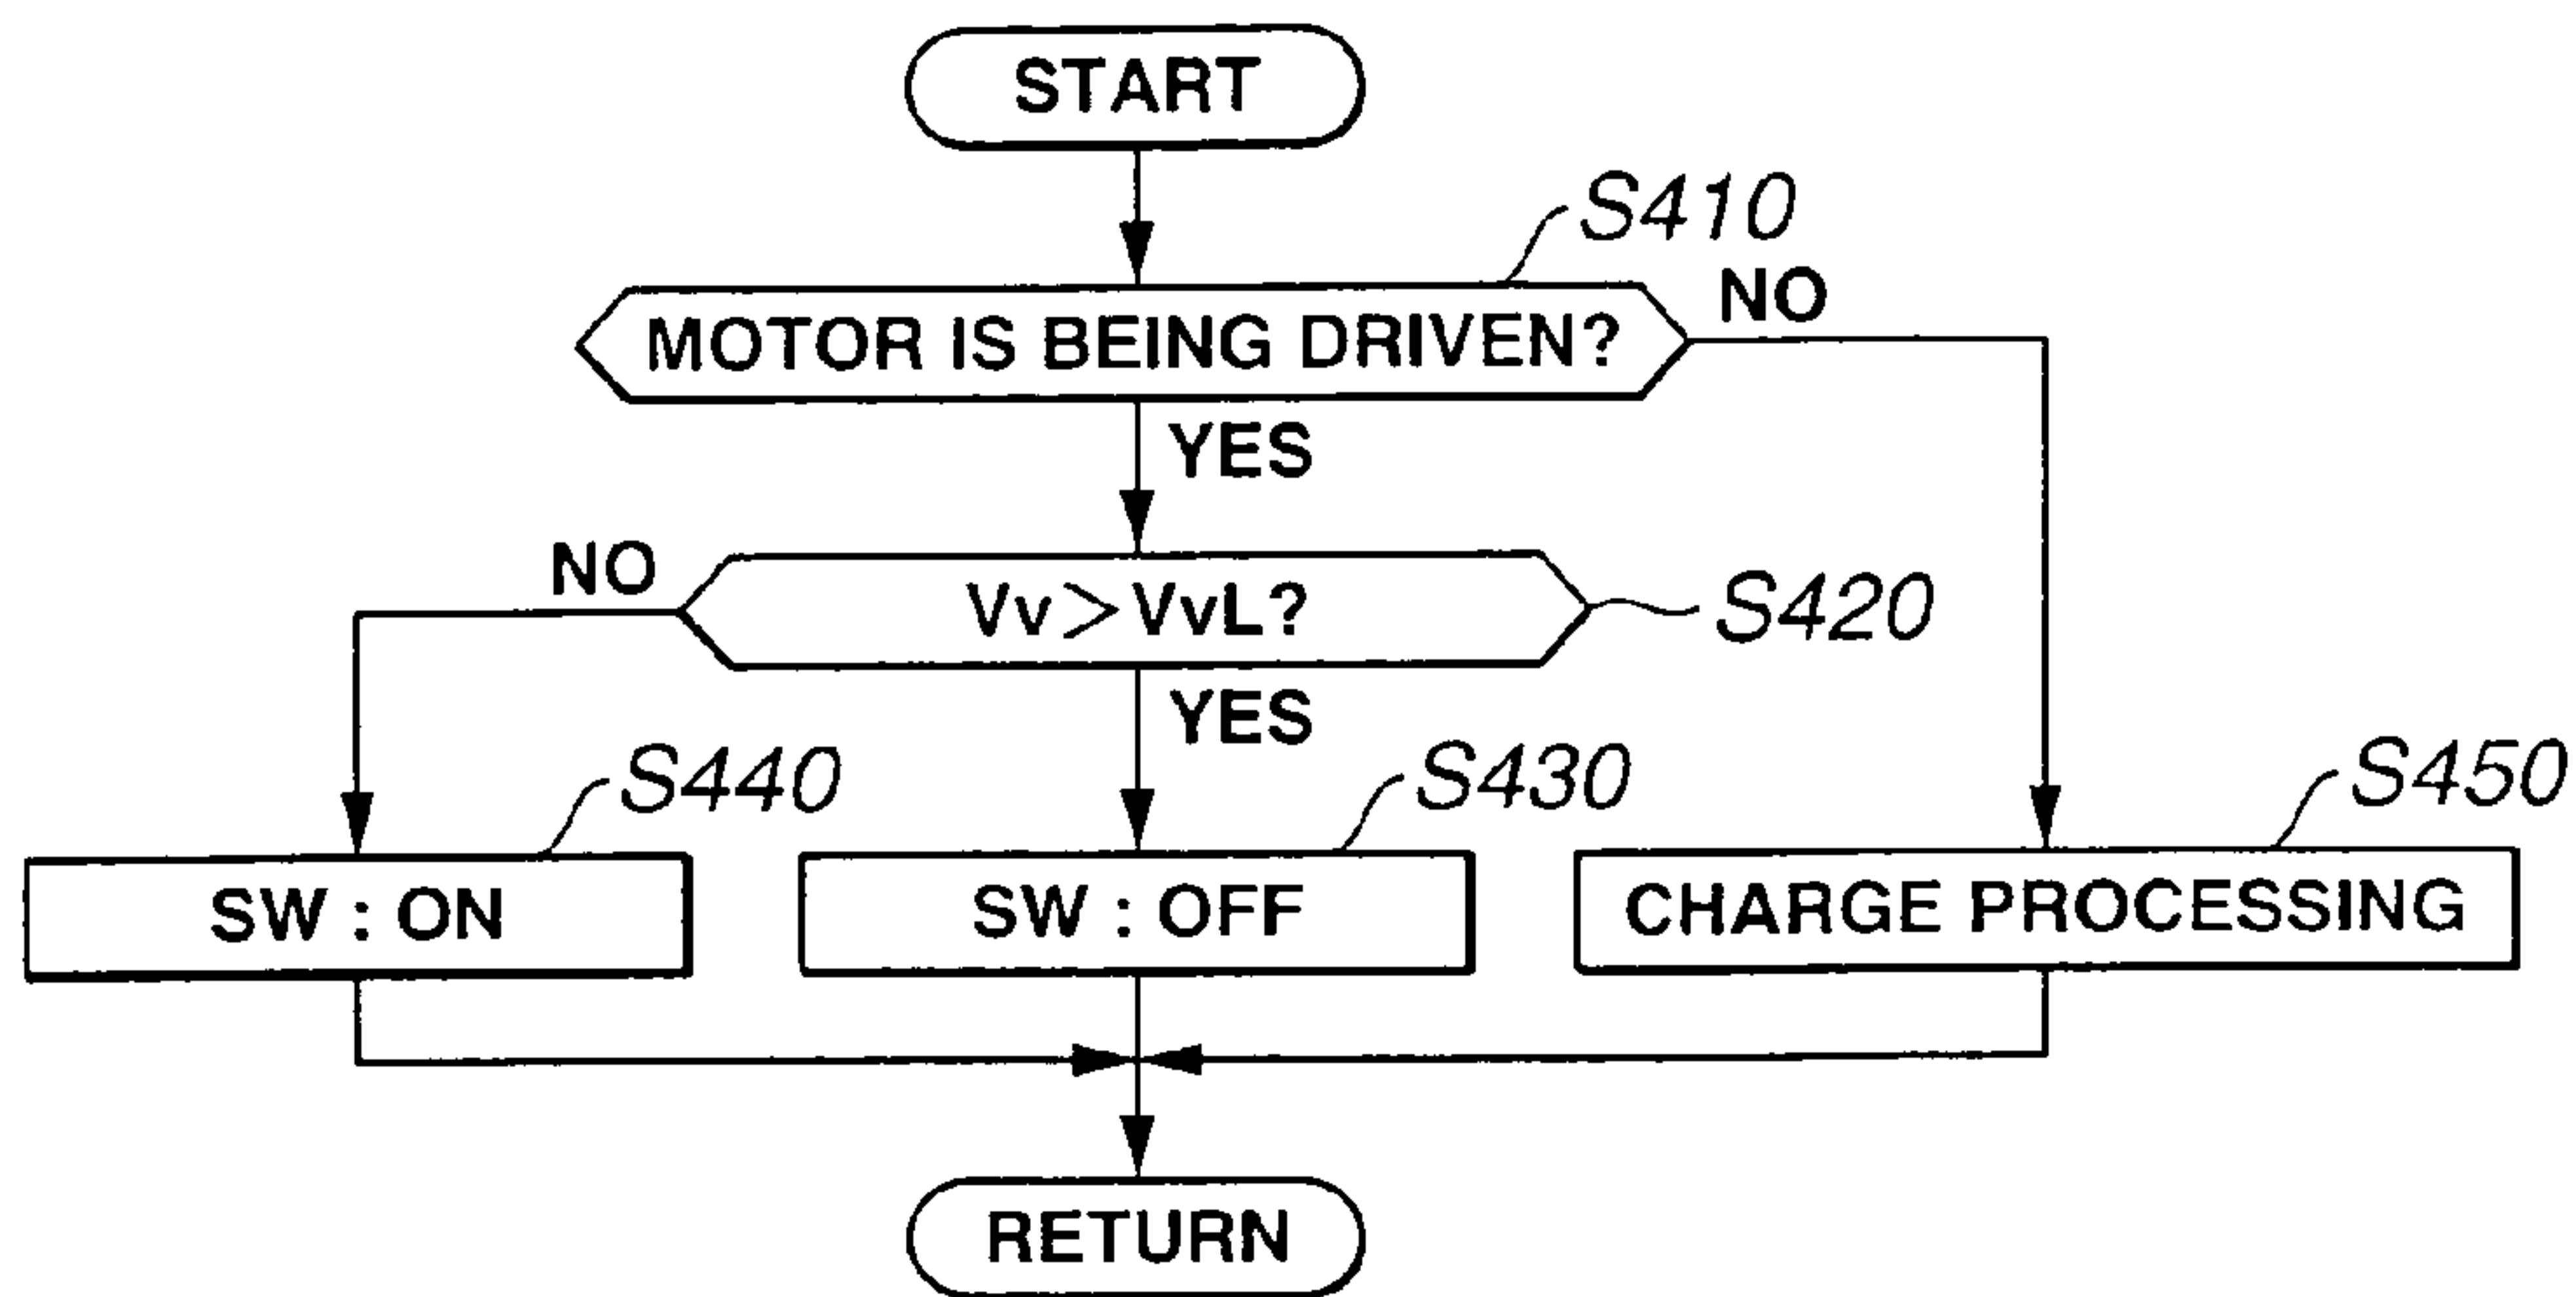 START
S410
MOTOR IS BEING DRIVEN?
NO
YES
NO
Vv>VvL?
S420
YES
S440
S430
S450
SW : ON
SW : OFF
CHARGE PROCESSING
RETURN